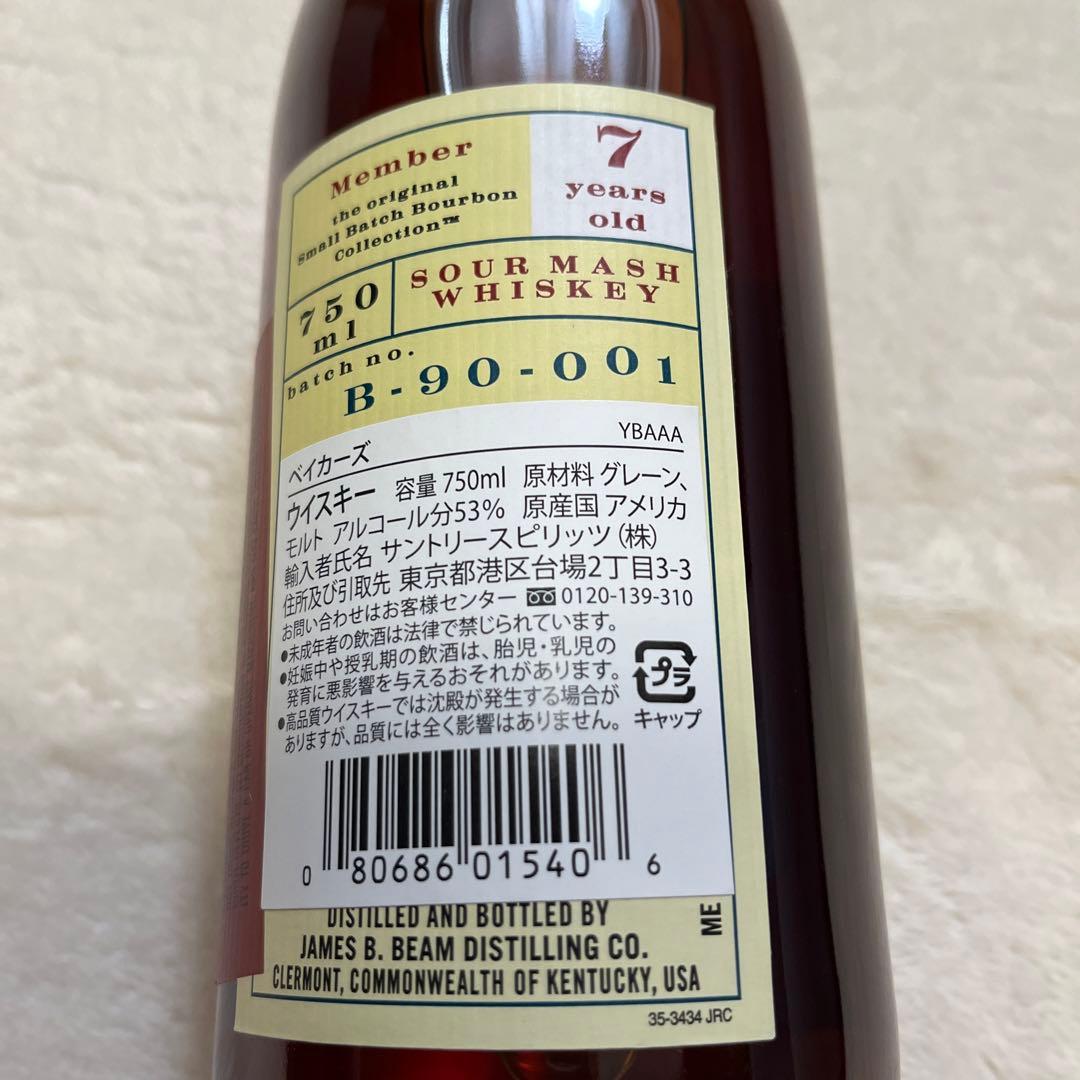 Member
the original
Small Batch Bourbon
Collection™
7
years
old
750
ml
SOUR MASH
WHISKEY
batch no.
B-90-001
ベイカーズ YBAAA
ウイスキー 容量 750ml 原材料 グレーン、
モルト アルコール分53% 原産国 アメリカ
輸入者氏名 サントリースピリッツ(株)
住所及び引取先 東京都港区台場2丁目3-3
お問い合わせはお客様センター 0120-139-310
●未成年者の飲酒は法律で禁じられています。
●妊娠中や授乳期の飲酒は、胎児・乳児の
発育に悪影響を与えるおそれがあります。
●高品質ウイスキーでは沈殿が発生する場合が
ありますが、品質には全く影響はありません。
プラ
キャップ
0 80686 01540 6
DISTILLED AND BOTTLED BY
JAMES B. BEAM DISTILLING CO.
CLERMONT, COMMONWEALTH OF KENTUCKY, USA
ME
35-3434 JRC